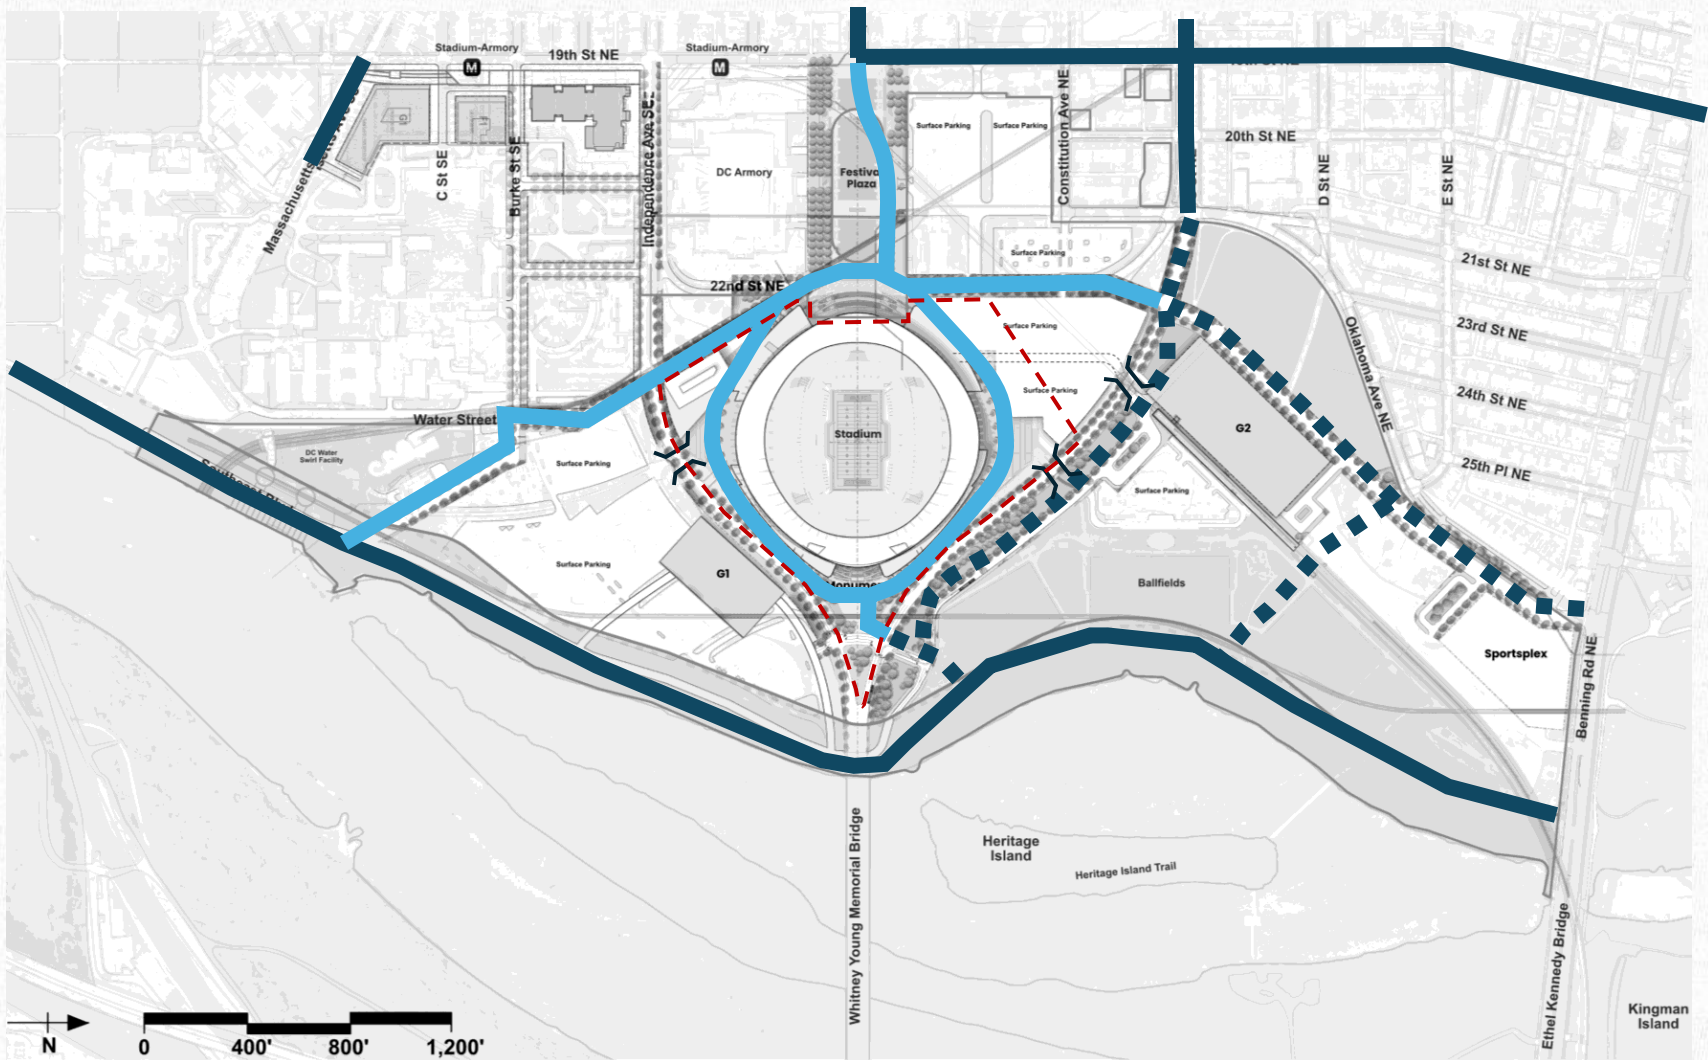 Stadium-Armory
M
19th St NE
Stadium-Armory
M
20th St NE
Massachusetts
C St SE
Burke St SE
Independence Ave SE
DC Armory
Festival
Plaza
Surface Parking
Surface Parking
Constitution Ave NE
D St NE
E St NE
Surface Parking
21st St NE
22nd St NE
Surface Parking
Oklahoma Ave NE
23rd St NE
Surface Parking
24th St NE
Water Street
Stadium
G2
DC Water
Swirl Facility
Surface Parking
25th Pl NE
Surface Parking
Surface Parking
G1
Ballfields
Sportsplex
Benning Rd NE
Whitney Young Memorial Bridge
Heritage
Island
Heritage Island Trail
Ethel Kennedy Bridge
Kingman
Island
N
0
400'
800'
1,200'